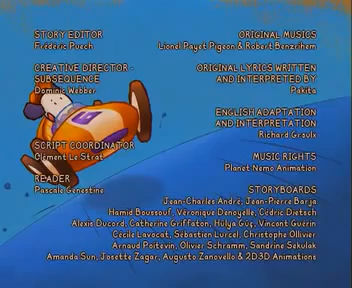 STORY EDITOR
Frédéric Puech
CREATIVE DIRECTOR -
SUBSEQUENCE
Dominic Webber
SCRIPT COORDINATOR
Clément Le Strat
READER
Pascale Genestine
ORIGINAL MUSICS
Lionel Payet Pigeon & Robert Benzrihem
ORIGINAL LYRICS WRITTEN
AND INTERPRETED BY
Pakita
ENGLISH ADAPTATION
AND INTERPRETATION
Richard Groulx
MUSIC RIGHTS
Planet Nemo Animation
STORYBOARDS
Jean-Charles André, Jean-Pierre Barja
Hamid Boussouf, Véronique Denoyelle, Cédric Dietsch
Alexis Ducord, Catherine Griffaton, Hulya Güç, Vincent Guérin
Cécile Lavocat, Sébastien Lurcel, Christophe Ollivier
Arnaud Poitevin, Olivier Schramm, Sandrine Sekulak
Amanda Sun, Josette Zagar, Augusto Zanovello & 2D3D Animations